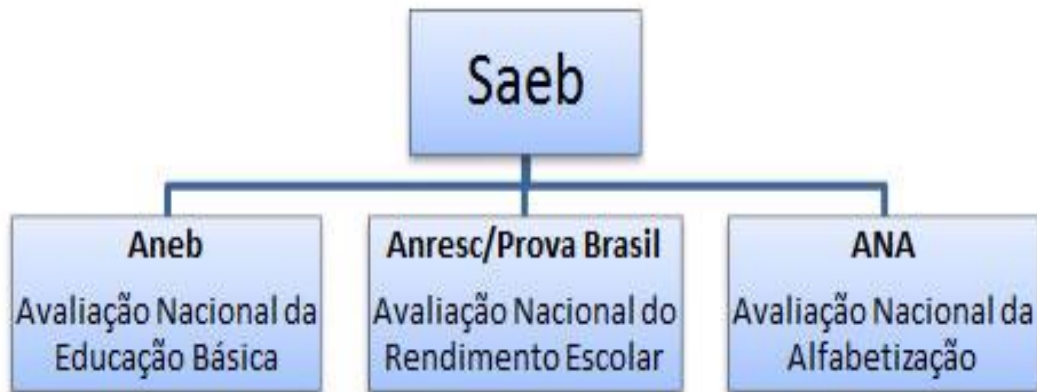 Saeb
Aneb
Avaliação Nacional da
Educação Básica
Anresc/Prova Brasil
Avaliação Nacional do
Rendimento Escolar
ANA
Avaliação Nacional da
Alfabetização